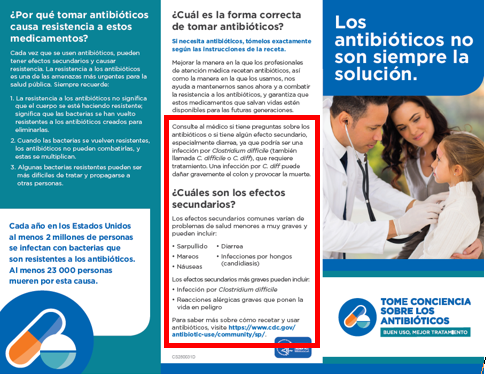 ¿Por qué tomar antibióticos
causa resistencia a estos
medicamentos?
Cada vez que se usen antibióticos, pueden
tener efectos secundarios y causar
resistencia. La resistencia a los antibióticos
es una de las amenazas más urgentes para la
salud pública. Siempre recuerde:
1. La resistencia a los antibióticos no significa
que el cuerpo se esté haciendo resistente;
significa que las bacterias se han vuelto
resistentes a los antibióticos creados para
eliminarlas.
2. Cuando las bacterias se vuelven resistentes,
los antibióticos no pueden combatirlas, y
estas se multiplican.
3. Algunas bacterias resistentes pueden ser
más difíciles de tratar y propagarse a
otras personas.
Cada año en los Estados Unidos
al menos 2 millones de personas
se infectan con bacterias que
son resistentes a los antibióticos.
Al menos 23 000 personas
mueren por esta causa.
¿Cuál es la forma correcta
de tomar antibióticos?
Si necesita antibióticos, tómelos exactamente
según las instrucciones de la receta.
Mejorar la manera en la que los profesionales
de atención médica recetan antibióticos, así
como la manera en la que los usamos, nos
ayuda a mantenernos sanos ahora y a combatir
la resistencia a los antibióticos, y garantiza que
estos medicamentos que salvan vidas estén
disponibles para las futuras generaciones.
Consulte al médico si tiene preguntas sobre los
antibióticos o si tiene algún efecto secundario,
especialmente diarrea, ya que podría ser una
infección por Clostridium difficile (también
llamada C. difficile o C. diff), que requiere
tratamiento. Una infección por C. diff puede
dañar gravemente el colon y provocar la muerte.
¿Cuáles son los efectos
secundarios?
Los efectos secundarios comunes varían de
problemas de salud menores a muy graves y
pueden incluir:
• Sarpullido
• Mareos
• Náuseas
• Diarrea
• Infecciones por hongos
(candidiasis)
Los efectos secundarios más graves pueden incluir:
• Infección por Clostridium difficile
• Reacciones alérgicas graves que ponen la
vida en peligro
Para saber más sobre cómo recetar y usar
antibióticos, visite https://www.cdc.gov/
antibiotic-use/community/sp/.
Los
antibióticos no
son siempre la
solución.
TOME CONCIENCIA
SOBRE LOS
ANTIBIÓTICOS
BUEN USO, MEJOR TRATAMIENTO